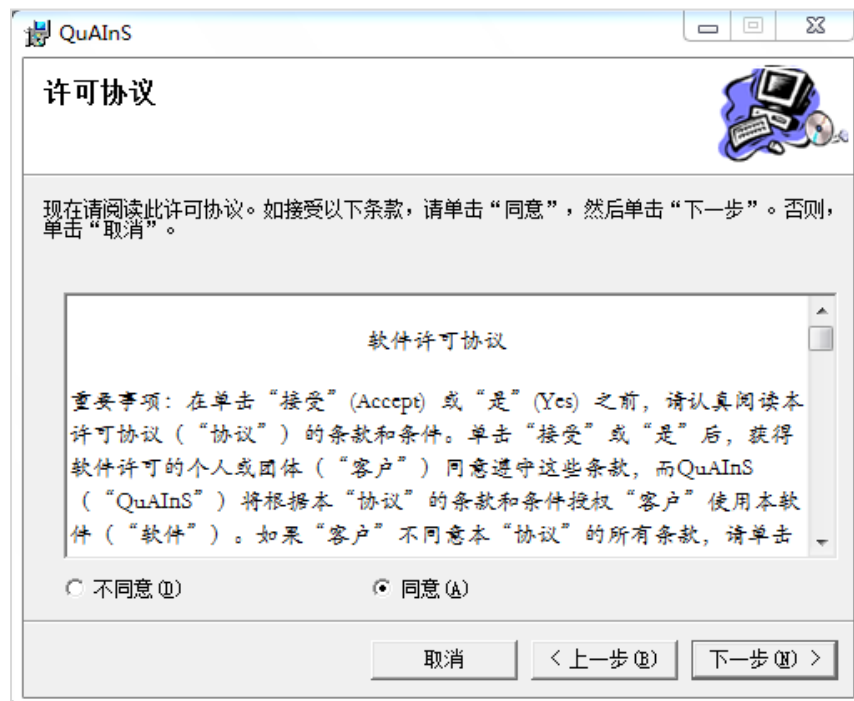 QuAInS
许可协议
现在请阅读此许可协议。如接受以下条款，请单击“同意”，然后单击“下一步”。否则，
单击“取消”。
软件许可协议
重要事项：在单击“接受”(Accept) 或“是”(Yes) 之前，请认真阅读本
许可协议（“协议”）的条款和条件。单击“接受”或“是”后，获得
软件许可的个人或团体（“客户”）同意遵守这些条款，而QuAInS
（“QuAInS”）将根据本“协议”的条款和条件授权“客户”使用本软
件（“软件”）。如果“客户”不同意本“协议”的所有条款，请单击
不同意(D) 同意(A)
取消 < 上一步(B) 下一步(N) >